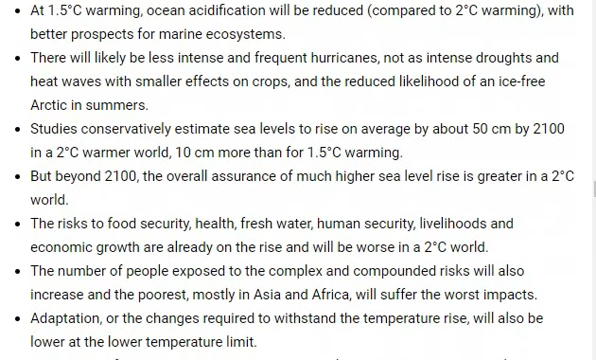 • At 1.5°C warming, ocean acidification will be reduced (compared to 2°C warming), with
better prospects for marine ecosystems.
• There will likely be less intense and frequent hurricanes, not as intense droughts and
heat waves with smaller effects on crops, and the reduced likelihood of an ice-free
Arctic in summers.
• Studies conservatively estimate sea levels to rise on average by about 50 cm by 2100
in a 2°C warmer world, 10 cm more than for 1.5°C warming.
• But beyond 2100, the overall assurance of much higher sea level rise is greater in a 2°C
world.
• The risks to food security, health, fresh water, human security, livelihoods and
economic growth are already on the rise and will be worse in a 2°C world.
• The number of people exposed to the complex and compounded risks will also
increase and the poorest, mostly in Asia and Africa, will suffer the worst impacts.
• Adaptation, or the changes required to withstand the temperature rise, will also be
lower at the lower temperature limit.